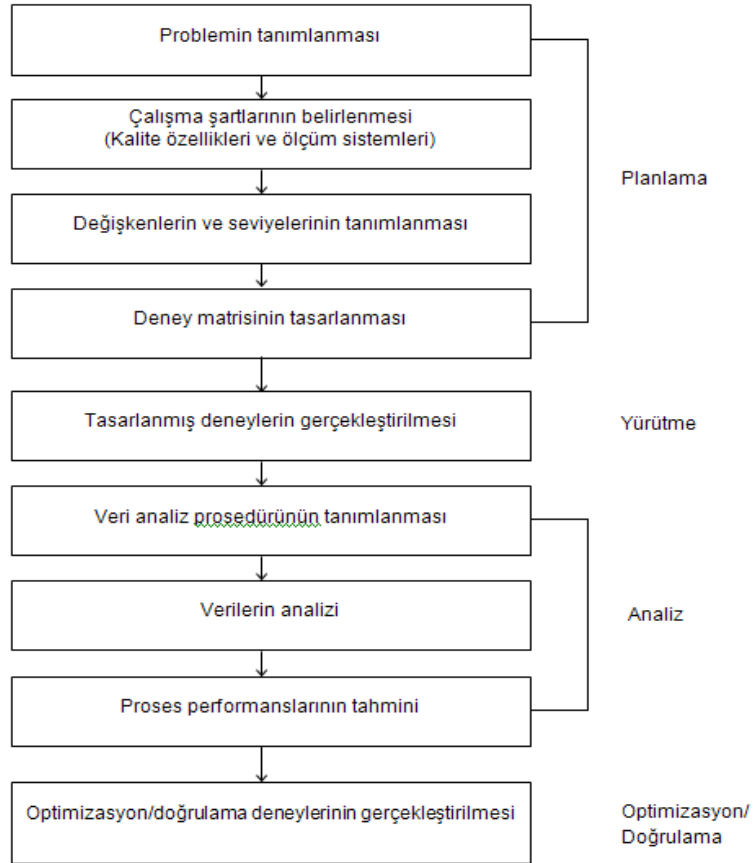 Problemin tanımlanması
Çalışma şartlarının belirlenmesi
(Kalite özellikleri ve ölçüm sistemleri)
Planlama
Değişkenlerin ve seviyelerinin tanımlanması
Deney matrisinin tasarlanması
Tasarlanmış deneylerin gerçekleştirilmesi
Yürütme
Veri analiz prosedürünün tanımlanması
Verilerin analizi
Analiz
Proses performanslarının tahmini
Optimizasyon/doğrulama deneylerinin gerçekleştirilmesi
Optimizasyon/
Doğrulama